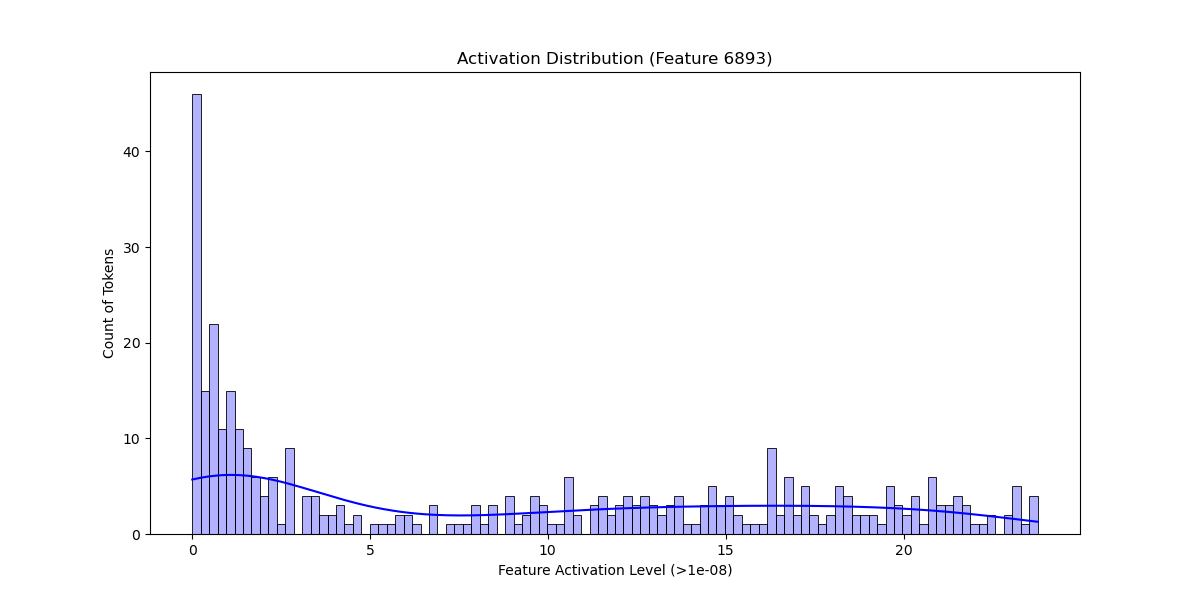 Activation Distribution (Feature 6893)
Count of Tokens
40
30
20
10
0
0 5 10 15 20
Feature Activation Level (>1e-08)